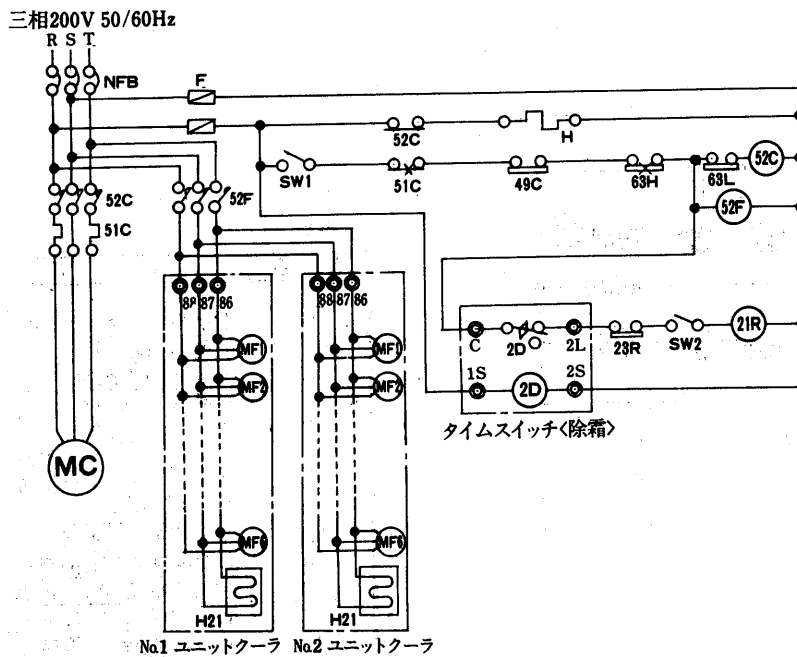 三相200V 50/60Hz
R S T
NFB
F
52C
H
SW1
51C
49C
63H
63L
52C
52F
52C
52F
51C
88 87 86
88 87 86
C
2D
2L
23R
SW2
21R
MF1
MF1
1S
2D
2S
MF2
MF2
タイムスイッチ<除霜>
MC
MF6
MF6
H21
H21
No.1 ユニットクーラ
No.2 ユニットクーラ